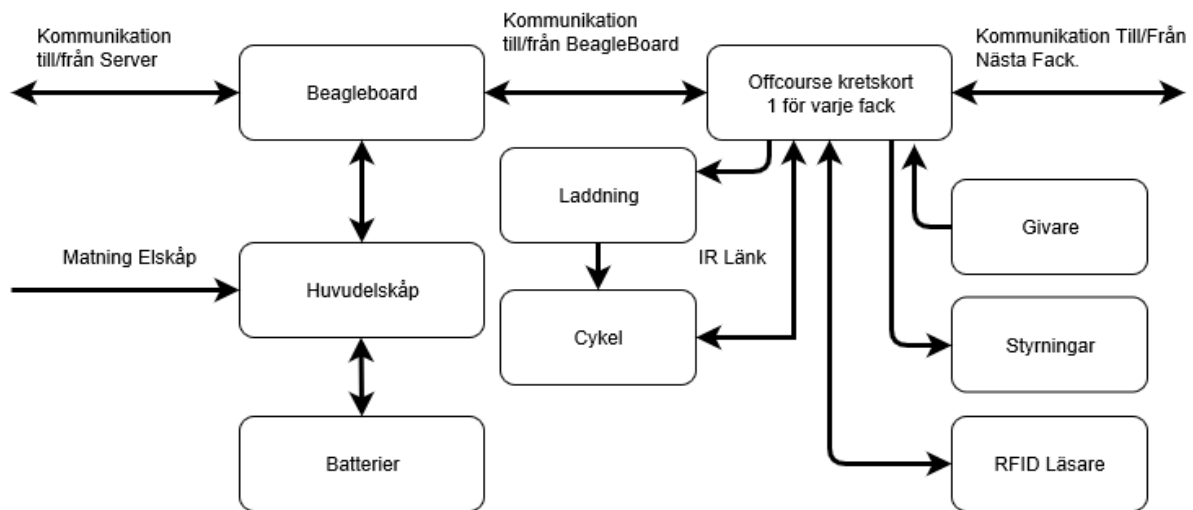 Kommunikation
till/från Server
Kommunikation
till/från BeagleBoard
Kommunikation Till/Från
Nästa Fack.
Beagleboard
Offcourse kretskort
1 för varje fack
Laddning
Givare
Matning Elskåp
Huvudelskåp
IR Länk
Cykel
Styrningar
Batterier
RFID Läsare